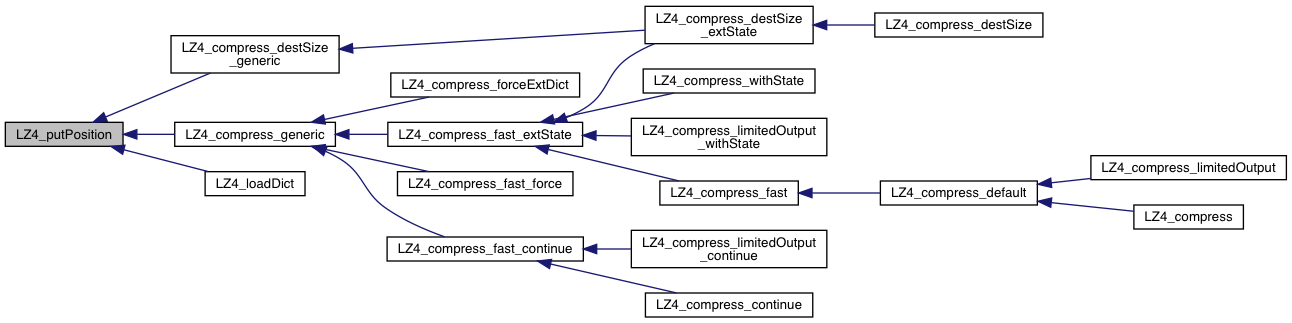 LZ4_putPosition
LZ4_compress_destSize
_generic
LZ4_compress_generic
LZ4_loadDict
LZ4_compress_forceExtDict
LZ4_compress_fast_extState
LZ4_compress_fast_force
LZ4_compress_fast_continue
LZ4_compress_destSize
_extState
LZ4_compress_withState
LZ4_compress_limitedOutput
_withState
LZ4_compress_fast
LZ4_compress_limitedOutput
_continue
LZ4_compress_continue
LZ4_compress_destSize
LZ4_compress_default
LZ4_compress_limitedOutput
LZ4_compress